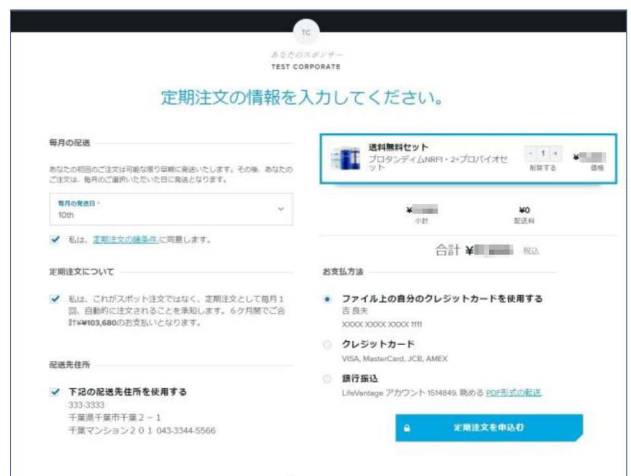 TC
あなたのスポンサー
TEST CORPORATE
定期注文の情報を入力してください。
毎月の配送
あなたの初回のご注文は可能な限り早期に発送いたします。その後、あなたの
ご注文は、毎月のご選択いただいた日に発送となります。
毎月の発送日
10th
私は、定期注文の諸条件に同意します。
定期注文について
私は、これがスポット注文ではなく、定期注文として毎月1
回、自動的に注文されることを承知します。6ヶ月間でご合
計¥¥103,680のお支払いとなります。
配送先住所
下記の配送先住所を使用する
333-3333
千葉県千葉市千葉2－1
千葉マンション２０１ 043-3344-5566
送料無料セット
プロタンディムNRF1・2+プロバイオセ
ット
- 1 +
削除する
¥
価格
¥
小計
¥0
配送料
合計 ¥ 税込
お支払方法
ファイル上の自分のクレジットカードを使用する
吉 良夫
XXXX XXXX XXXX 1111
クレジットカード
VISA, MasterCard, JCB, AMEX
銀行振込
LifeVantage アカウント 1514849. 眺める PDF形式の配送.
定期注文を申込む